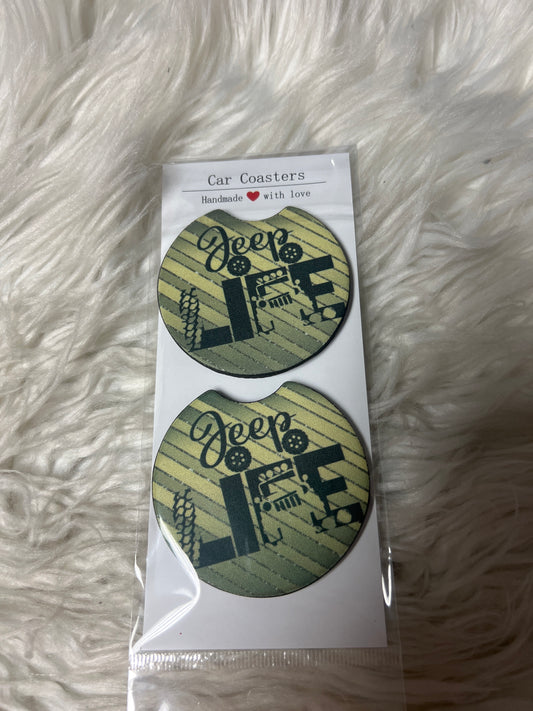 Car Coasters
Handmade ❤ with love
Jeep
LIFE
Jeep
LIFE